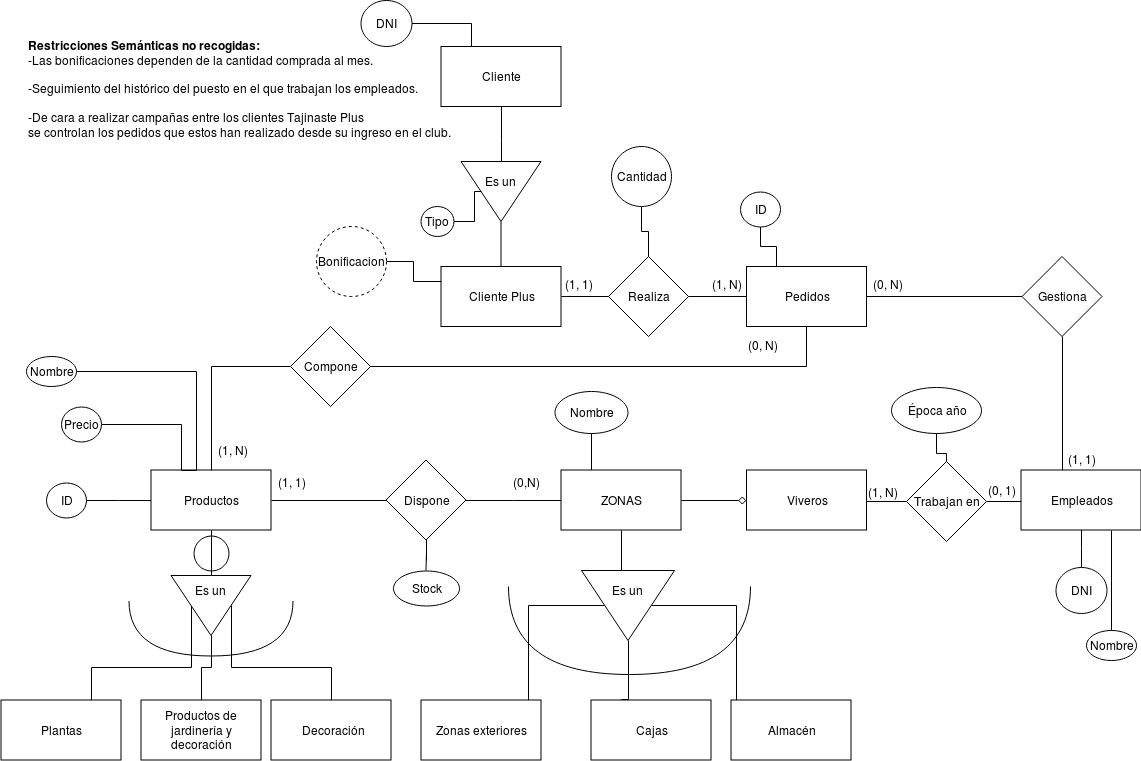 DNI
Restricciones Semánticas no recogidas:
-Las bonificaciones dependen de la cantidad comprada al mes.
-Seguimiento del histórico del puesto en el que trabajan los empleados.
-De cara a realizar campañas entre los clientes Tajinaste Plus
se controlan los pedidos que estos han realizado desde su ingreso en el club.
Cliente
Es un
Cantidad
Tipo
ID
Bonificacion
Cliente Plus
(1, 1)
Realiza
(1, N)
Pedidos
(0, N)
Gestiona
(0, N)
Compone
Nombre
Precio
(1, N)
Nombre
Época año
(1, 1)
ID
Productos
(1, 1)
Dispone
(0,N)
ZONAS
Viveros
(1, N)
Trabajan en
(0, 1)
Empleados
Es un
Stock
Es un
DNI
Nombre
Plantas
Productos de
jardinería y
decoración
Decoración
Zonas exteriores
Cajas
Almacén